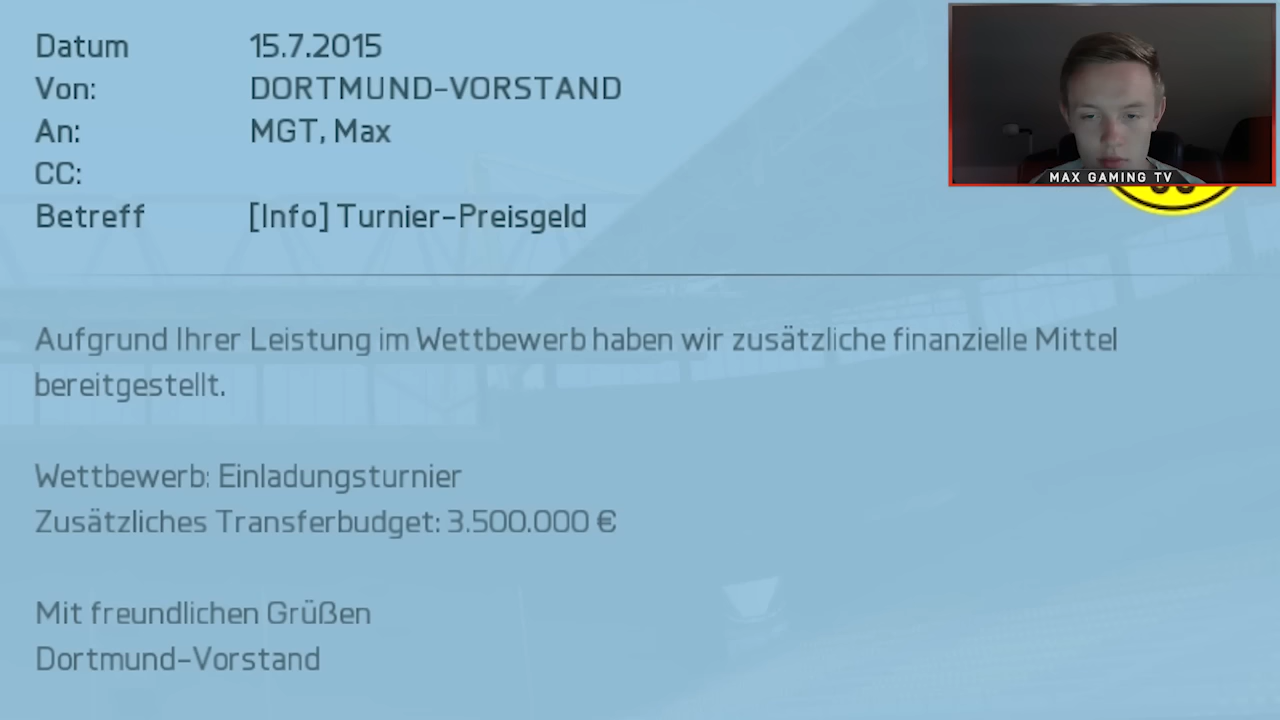 Datum 15.7.2015
Von: DORTMUND-VORSTAND
An: MGT, Max
CC:
Betreff [Info] Turnier-Preisgeld
MAX GAMING TV
Aufgrund Ihrer Leistung im Wettbewerb haben wir zusätzliche finanzielle Mittel
bereitgestellt.
Wettbewerb: Einladungsturnier
Zusätzliches Transferbudget: 3.500.000 €
Mit freundlichen Grüßen
Dortmund-Vorstand